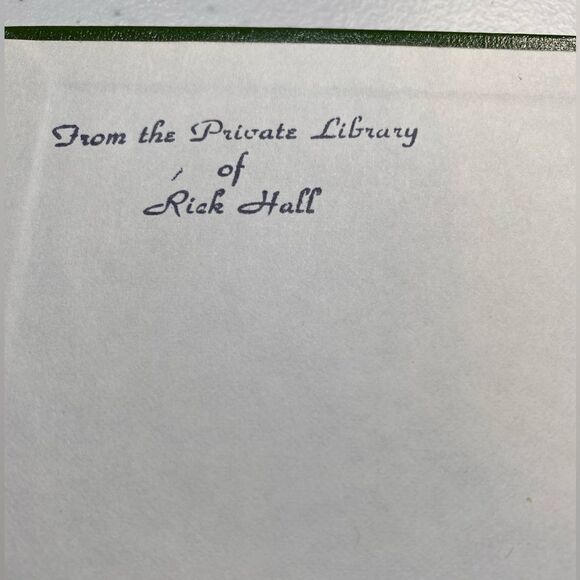 From the Private Library
of
Rick Hall